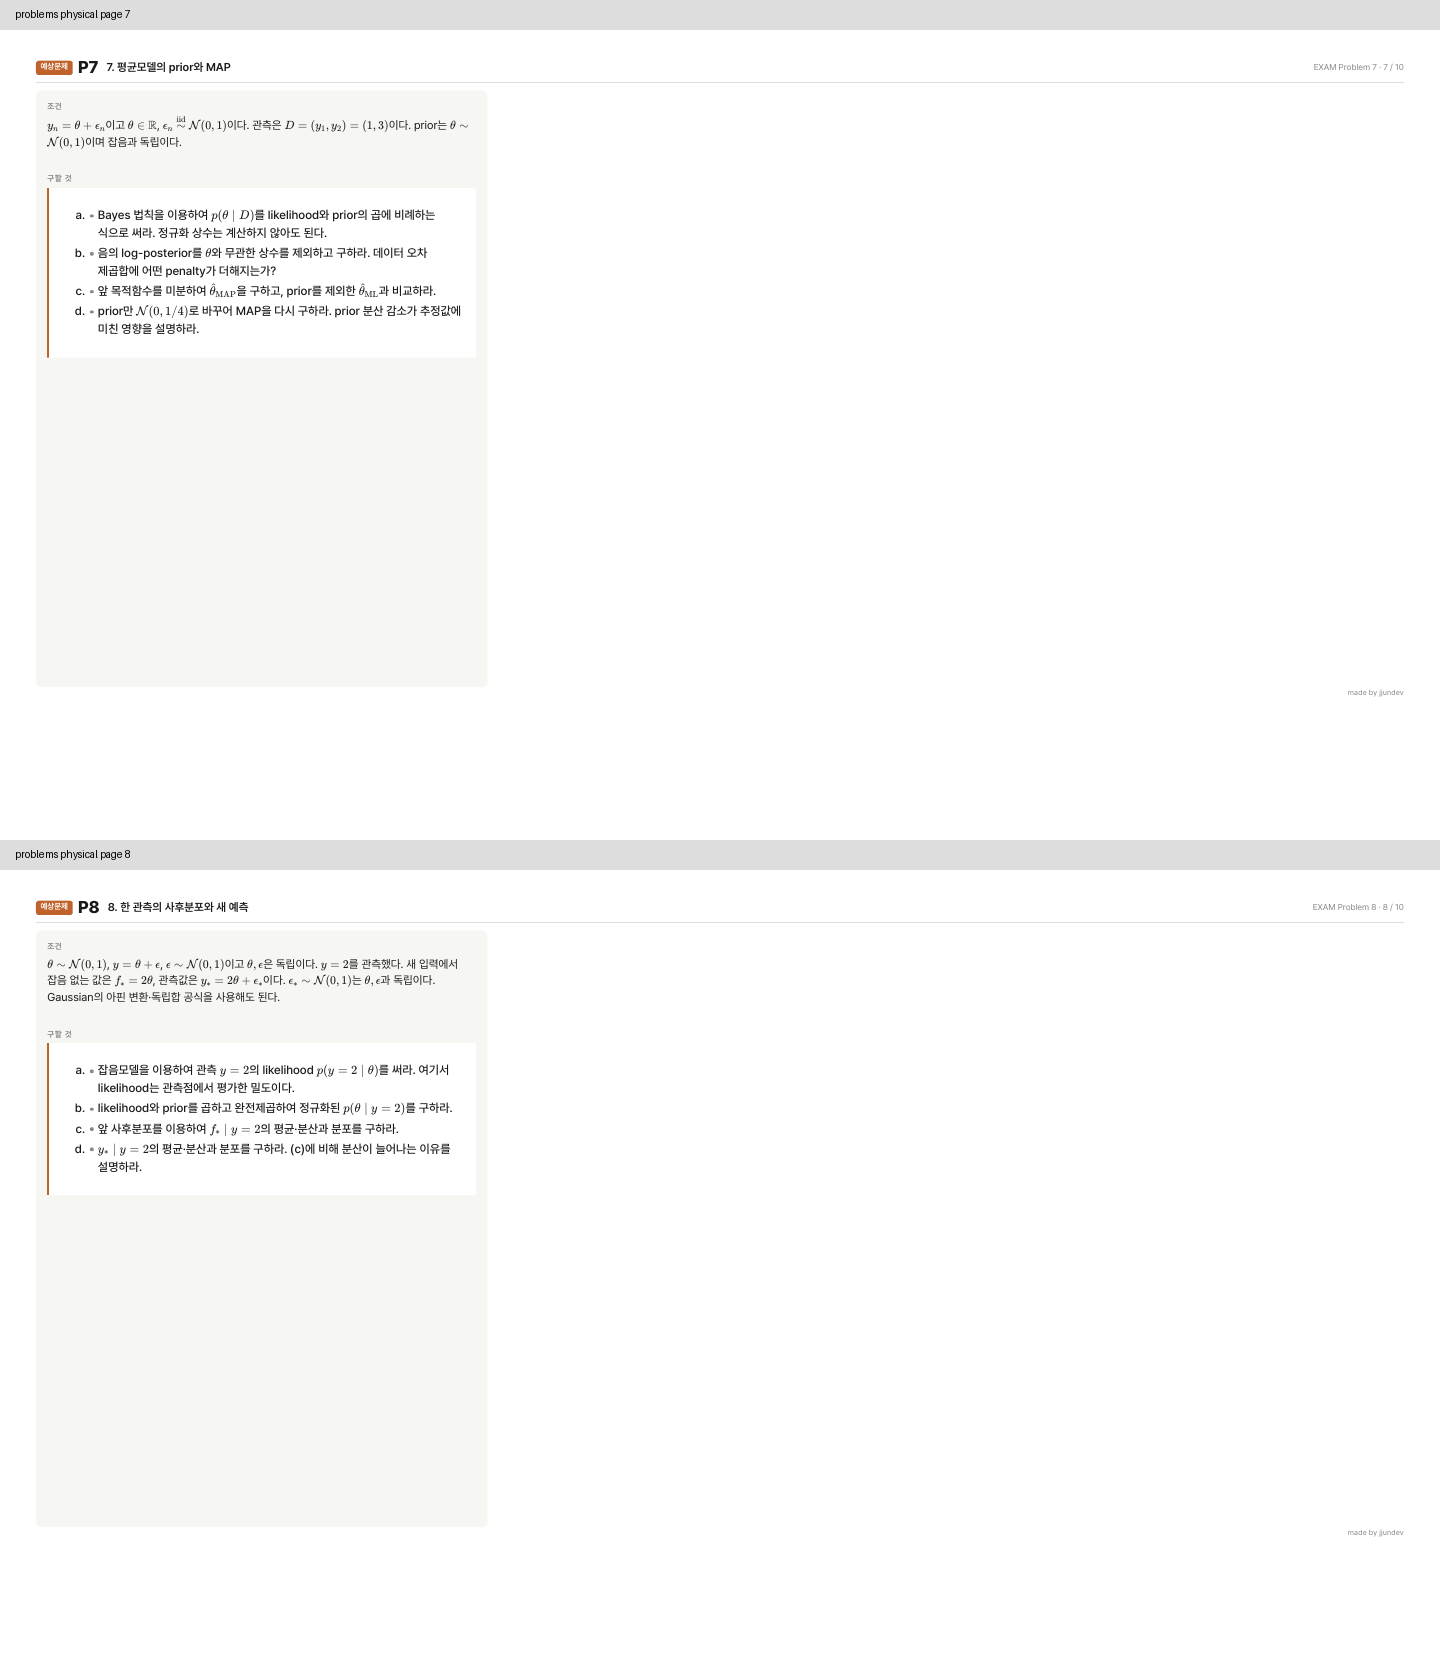 problems physical page 7
예상문제 P7 7. 평균모델의 prior와 MAP
EXAM Problem 7 · 7 / 10
조건
yₙ = θ + ϵₙ이고 θ ∈ ℝ, ϵₙ ~ⁱⁱᵈ 𝒩(0, 1)이다. 관측은 D = (y₁, y₂) = (1, 3)이다. prior는 θ ∼
𝒩(0, 1)이며 잡음과 독립이다.
구할 것
a. ▪ Bayes 법칙을 이용하여 p(θ | D)를 likelihood와 prior의 곱에 비례하는
식으로 써라. 정규화 상수는 계산하지 않아도 된다.
b. ▪ 음의 log-posterior를 θ와 무관한 상수를 제외하고 구하라. 데이터 오차
제곱합에 어떤 penalty가 더해지는가?
c. ▪ 앞 목적함수를 미분하여 θ̂_MAP을 구하고, prior를 제외한 θ̂_ML과 비교하라.
d. ▪ prior만 𝒩(0, 1/4)로 바꾸어 MAP을 다시 구하라. prior 분산 감소가 추정값에
미친 영향을 설명하라.
made by jjundev
problems physical page 8
예상문제 P8 8. 한 관측의 사후분포와 새 예측
EXAM Problem 8 · 8 / 10
조건
θ ∼ 𝒩(0, 1), y = θ + ϵ, ϵ ∼ 𝒩(0, 1)이고 θ, ϵ은 독립이다. y = 2를 관측했다. 새 입력에서
잡음 없는 값은 f_* = 2θ, 관측값은 y_* = 2θ + ϵ_*이다. ϵ_* ∼ 𝒩(0, 1)는 θ, ϵ과 독립이다.
Gaussian의 아핀 변환·독립합 공식을 사용해도 된다.
구할 것
a. ▪ 잡음모델을 이용하여 관측 y = 2의 likelihood p(y = 2 | θ)를 써라. 여기서
likelihood는 관측점에서 평가한 밀도이다.
b. ▪ likelihood와 prior를 곱하고 완전제곱하여 정규화된 p(θ | y = 2)를 구하라.
c. ▪ 앞 사후분포를 이용하여 f_* | y = 2의 평균·분산과 분포를 구하라.
d. ▪ y_* | y = 2의 평균·분산과 분포를 구하라. (c)에 비해 분산이 늘어나는 이유를
설명하라.
made by jjundev